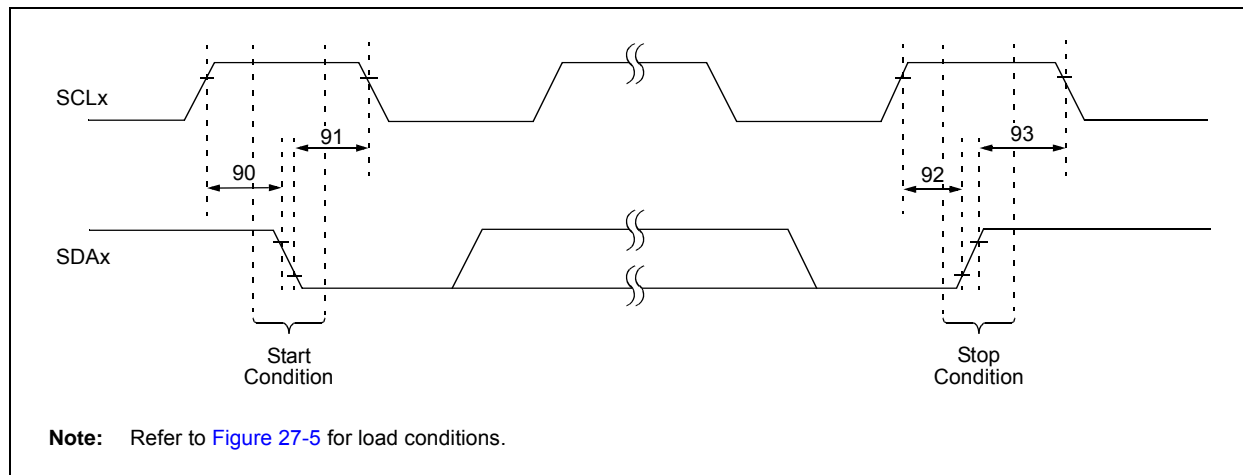 SCLx
91
93
90
92
SDAx
Start
Condition
Stop
Condition
Note: Refer to Figure 27-5 for load conditions.